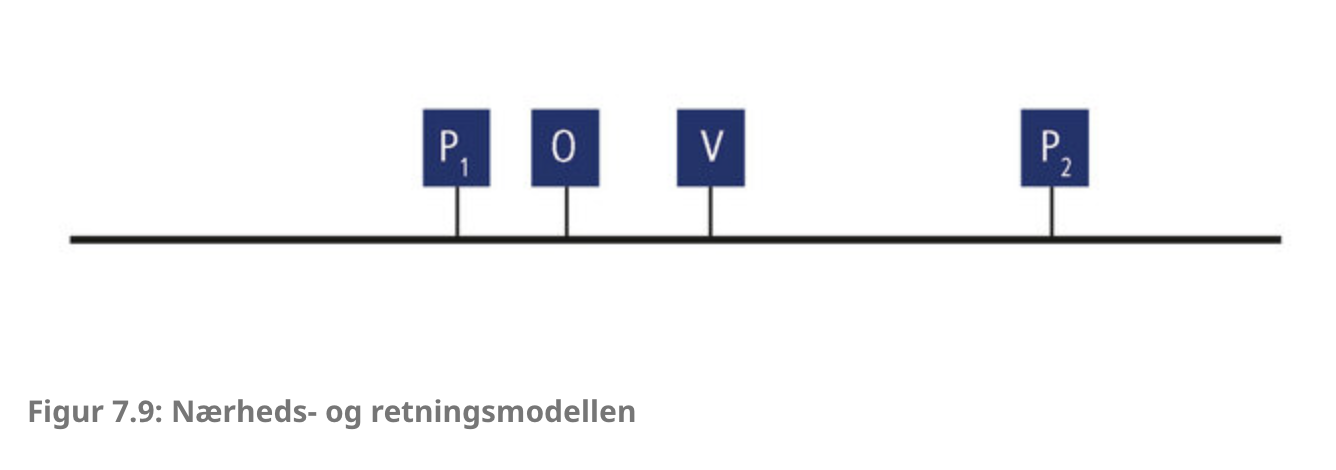 P₁ O V P₂
Figur 7.9: Nærheds- og retningsmodellen